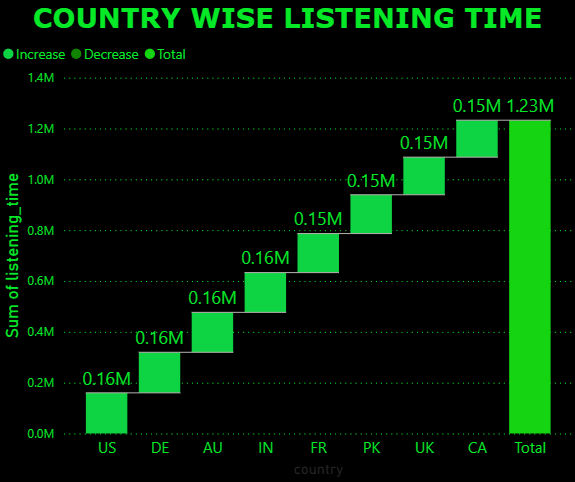 COUNTRY WISE LISTENING TIME
Increase Decrease Total
Sum of listening_time
1.4M
1.2M
1.0M
0.8M
0.6M
0.4M
0.2M
0.0M
0.16M
0.16M
0.16M
0.16M
0.15M
0.15M
0.15M
0.15M
1.23M
US DE AU IN FR PK UK CA Total
country